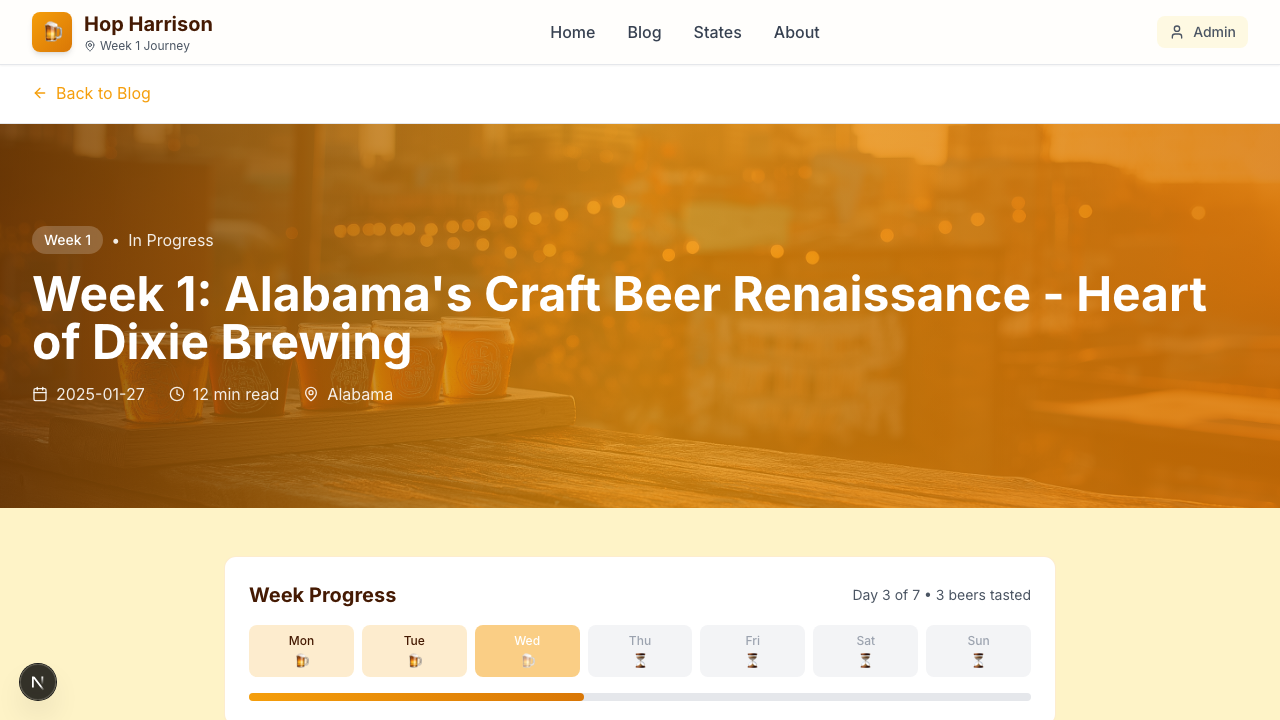 Hop Harrison
Week 1 Journey
Home
Blog
States
About
Admin
Back to Blog
Week 1
• In Progress
Week 1: Alabama's Craft Beer Renaissance - Heart
of Dixie Brewing
2025-01-27
12 min read
Alabama
Week Progress
Day 3 of 7 • 3 beers tasted
Mon
Tue
Wed
Thu
Fri
Sat
Sun
N